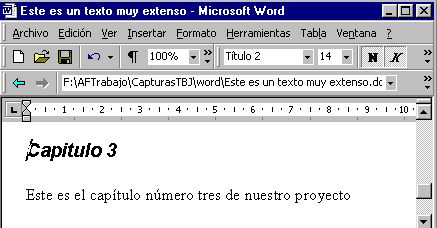 Este es un texto muy extenso - Microsoft Word
Archivo Edición Ver Insertar Formato Herramientas Tabla Ventana ?
¶ 100% Título 2 14 N K
F:\AFTrabajo\CapturasTBJ\word\Este es un texto muy extenso.dc
1 2 3 4 5 6 7 8 9 10
Capitulo 3
Este es el capítulo número tres de nuestro proyecto